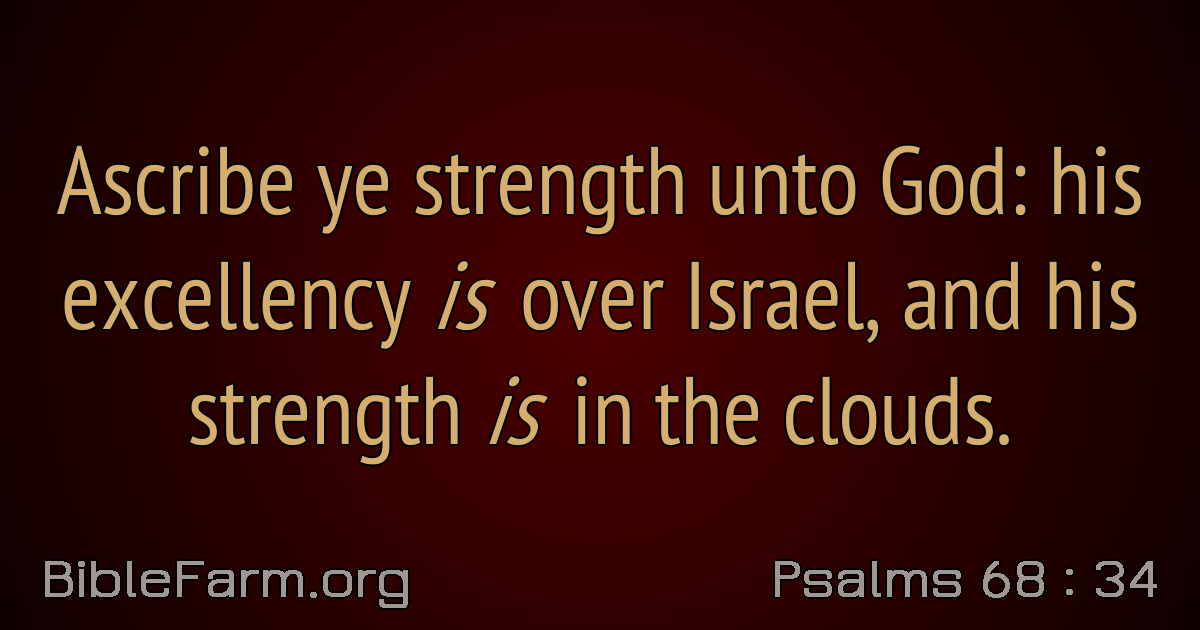 Ascribe ye strength unto God: his
excellency is over Israel, and his
strength is in the clouds.
BibleFarm.org
Psalms 68 : 34